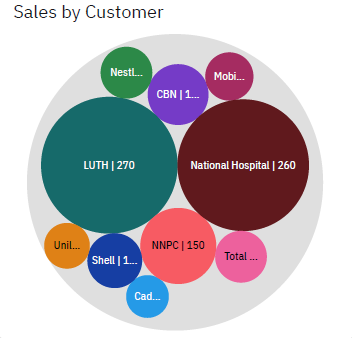 Sales by Customer
Nestl...
CBN | 1...
Mobi...
LUTH | 270
National Hospital | 260
Unil...
Shell | 1...
NNPC | 150
Total ...
Cad...